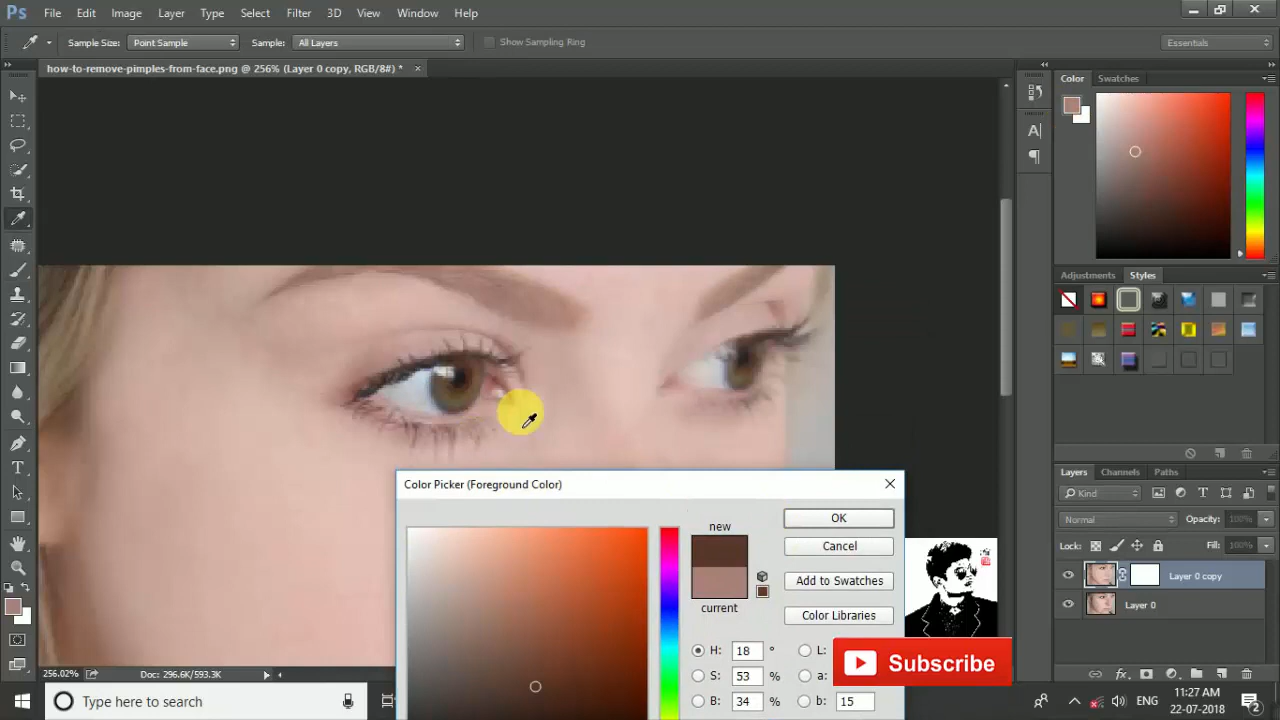 Ps File Edit Image Layer Type Select Filter 3D View Window Help
Sample Size: Point Sample Sample: All Layers Show Sampling Ring Essentials
how-to-remove-pimples-from-face.png @ 256% (Layer 0 copy, RGB/8#) *
Color Swatches
Adjustments Styles
Color Picker (Foreground Color)
new
current
OK
Cancel
Add to Swatches
Color Libraries
H: 18 ° L:
S: 53 % a:
B: 34 % b: 15
Layers Channels Paths
Kind
Normal Opacity: 100%
Lock: Fill: 100%
Layer 0 copy
Layer 0
Subscribe
256.02% Doc: 296.6K/593.3K
Type here to search
ENG
11:27 AM
22-07-2018
2